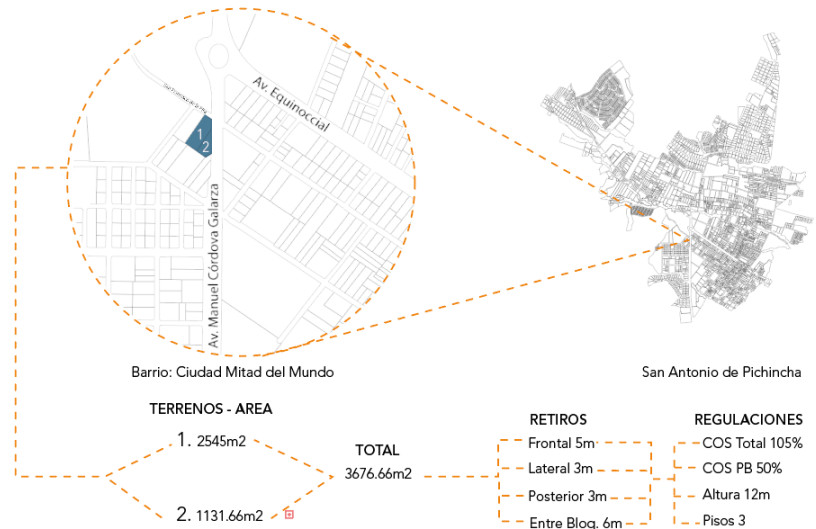 Av. Equinoccial
1
2
Av. Manuel Córdova Galarza
Barrio: Ciudad Mitad del Mundo
San Antonio de Pichincha
TERRENOS - AREA
1. 2545m2
2. 1131.66m2
TOTAL
3676.66m2
RETIROS
Frontal 5m
Lateral 3m
Posterior 3m
Entre Bloq. 6m
REGULACIONES
COS Total 105%
COS PB 50%
Altura 12m
Pisos 3